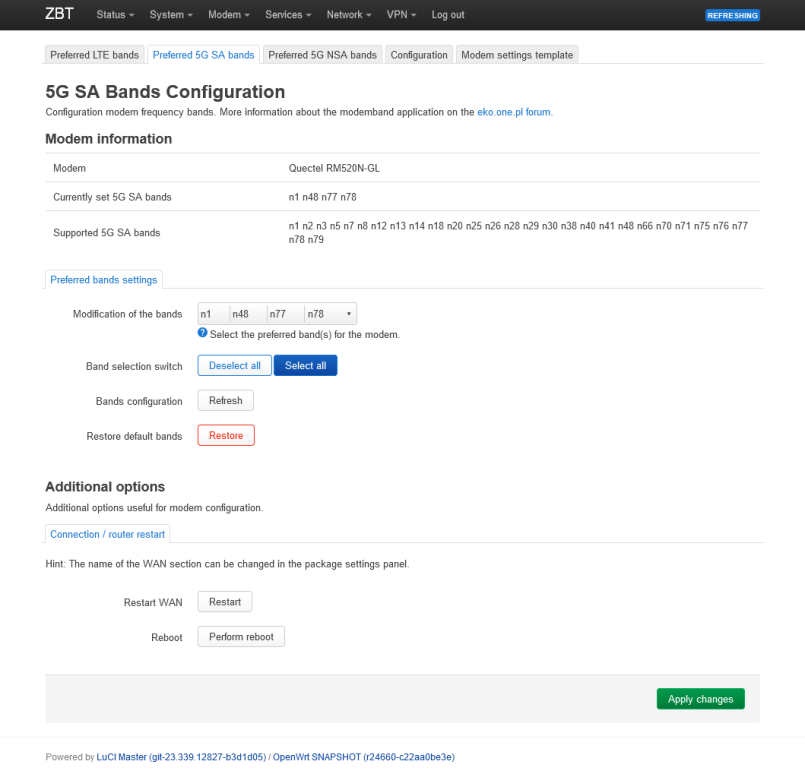 ZBT Status System Modem Services Network VPN Log out REFRESHING
Preferred LTE bands Preferred 5G SA bands Preferred 5G NSA bands Configuration Modem settings template
5G SA Bands Configuration
Configuration modem frequency bands. More information about the modemband application on the eko.one.pl forum.
Modem information
Modem Quectel RM520N-GL
Currently set 5G SA bands n1 n48 n77 n78
Supported 5G SA bands n1 n2 n3 n5 n7 n8 n12 n13 n14 n18 n20 n25 n26 n28 n29 n30 n38 n40 n41 n48 n66 n70 n71 n75 n76 n77
n78 n79
Preferred bands settings
Modification of the bands n1 n48 n77 n78
? Select the preferred band(s) for the modem.
Band selection switch Deselect all Select all
Bands configuration Refresh
Restore default bands Restore
Additional options
Additional options useful for modem configuration.
Connection / router restart
Hint: The name of the WAN section can be changed in the package settings panel.
Restart WAN Restart
Reboot Perform reboot
Apply changes
Powered by LuCI Master (git-23.339.12827-b3d1d05) / OpenWrt SNAPSHOT (r24660-c22aa0be3e)